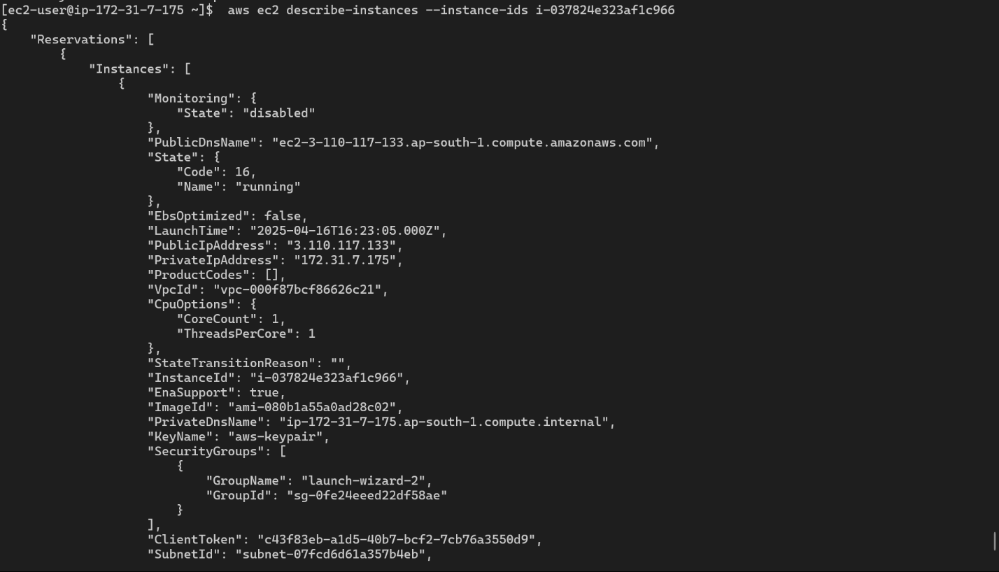 [ec2-user@ip-172-31-7-175 ~]$  aws ec2 describe-instances --instance-ids i-037824e323af1c966
{
    "Reservations": [
        {
            "Instances": [
                {
                    "Monitoring": {
                        "State": "disabled"
                    },
                    "PublicDnsName": "ec2-3-110-117-133.ap-south-1.compute.amazonaws.com",
                    "State": {
                        "Code": 16,
                        "Name": "running"
                    },
                    "EbsOptimized": false,
                    "LaunchTime": "2025-04-16T16:23:05.000Z",
                    "PublicIpAddress": "3.110.117.133",
                    "PrivateIpAddress": "172.31.7.175",
                    "ProductCodes": [],
                    "VpcId": "vpc-000f87bcf86626c21",
                    "CpuOptions": {
                        "CoreCount": 1,
                        "ThreadsPerCore": 1
                    },
                    "StateTransitionReason": "",
                    "InstanceId": "i-037824e323af1c966",
                    "EnaSupport": true,
                    "ImageId": "ami-080b1a55a0ad28c02",
                    "PrivateDnsName": "ip-172-31-7-175.ap-south-1.compute.internal",
                    "KeyName": "aws-keypair",
                    "SecurityGroups": [
                        {
                            "GroupName": "launch-wizard-2",
                            "GroupId": "sg-0fe24eeed22df58ae"
                        }
                    ],
                    "ClientToken": "c43f83eb-a1d5-40b7-bcf2-7cb76a3550d9",
                    "SubnetId": "subnet-07fcd6d61a357b4eb",